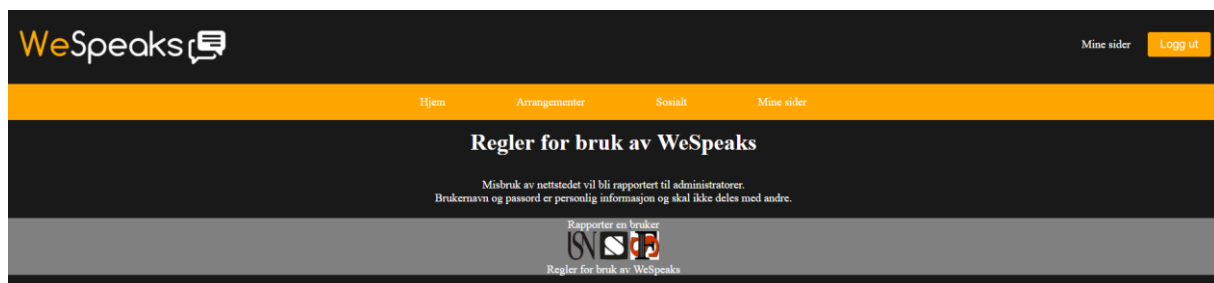 WeSpeaks
Mine sider
Logg ut
Hjem
Arrangementer
Sosialt
Mine sider
Regler for bruk av WeSpeaks
Misbruk av nettstedet vil bli rapportert til administratorer.
Brukernavn og passord er personlig informasjon og skal ikke deles med andre.
Rapporter en bruker
USN S F
Regler for bruk av WeSpeaks